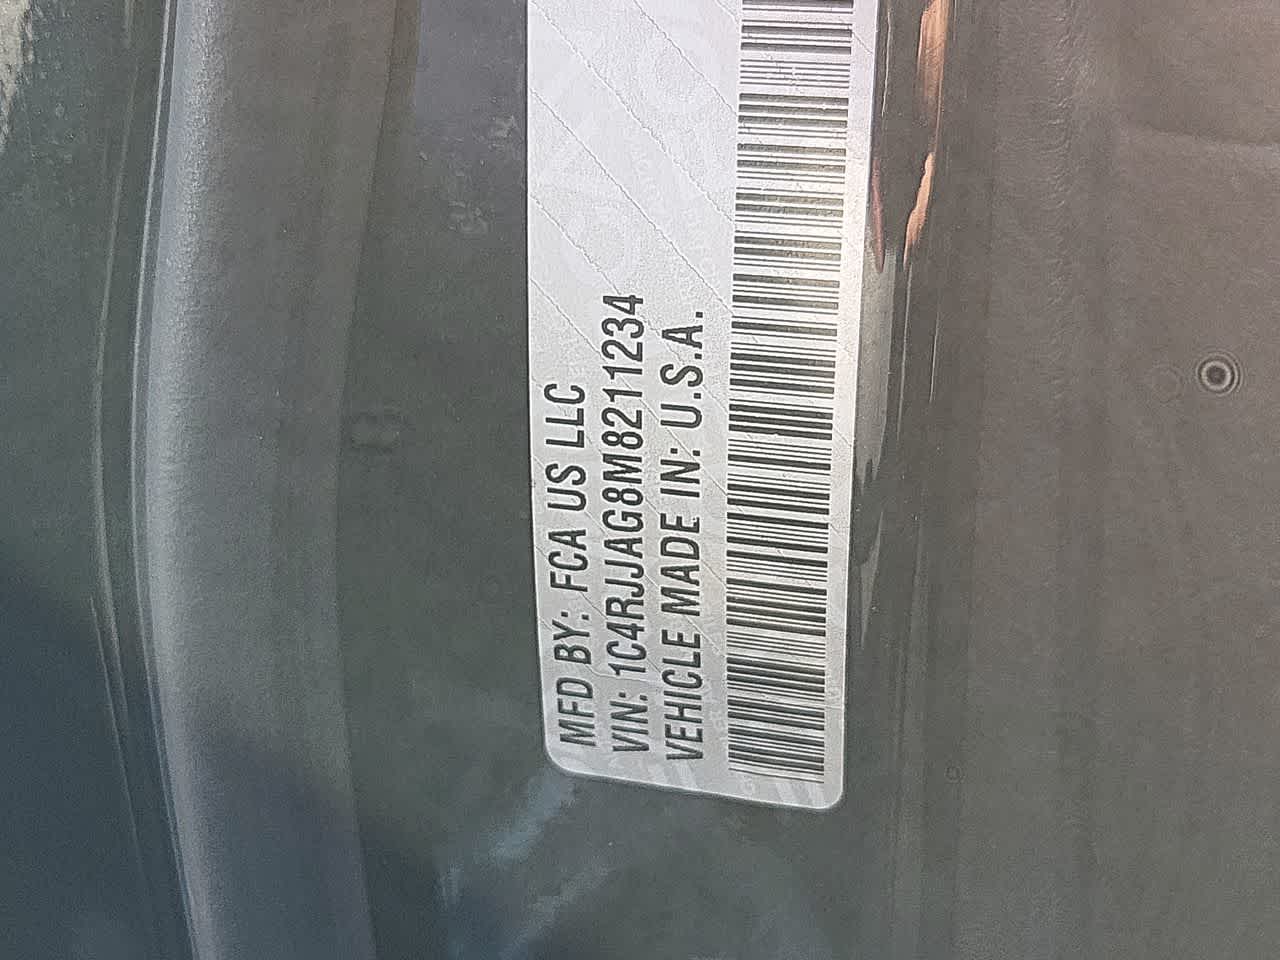 MFD BY: FCA US LLC
VIN: 1C4RJJAG8M8211234
VEHICLE MADE IN: U.S.A.